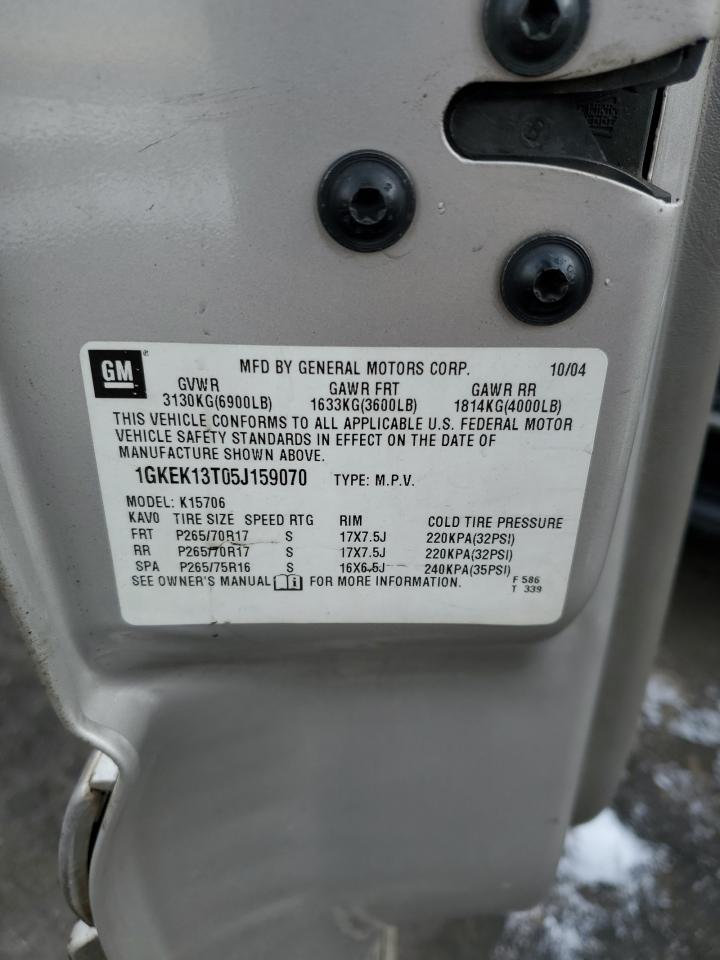 GM ®
MFD BY GENERAL MOTORS CORP. 10/04
GVWR GAWR FRT GAWR RR
3130KG(6900LB) 1633KG(3600LB) 1814KG(4000LB)
THIS VEHICLE CONFORMS TO ALL APPLICABLE U.S. FEDERAL MOTOR
VEHICLE SAFETY STANDARDS IN EFFECT ON THE DATE OF
MANUFACTURE SHOWN ABOVE.
1GKEK13T05J159070 TYPE: M.P.V.
MODEL: K15706
KAVO TIRE SIZE SPEED RTG RIM COLD TIRE PRESSURE
FRT P265/70R17 S 17X7.5J 220KPA(32PSI)
RR P265/70R17 S 17X7.5J 220KPA(32PSI)
SPA P265/75R16 S 16X6.5J 240KPA(35PSI)
SEE OWNER'S MANUAL FOR MORE INFORMATION.
F 586
T 339